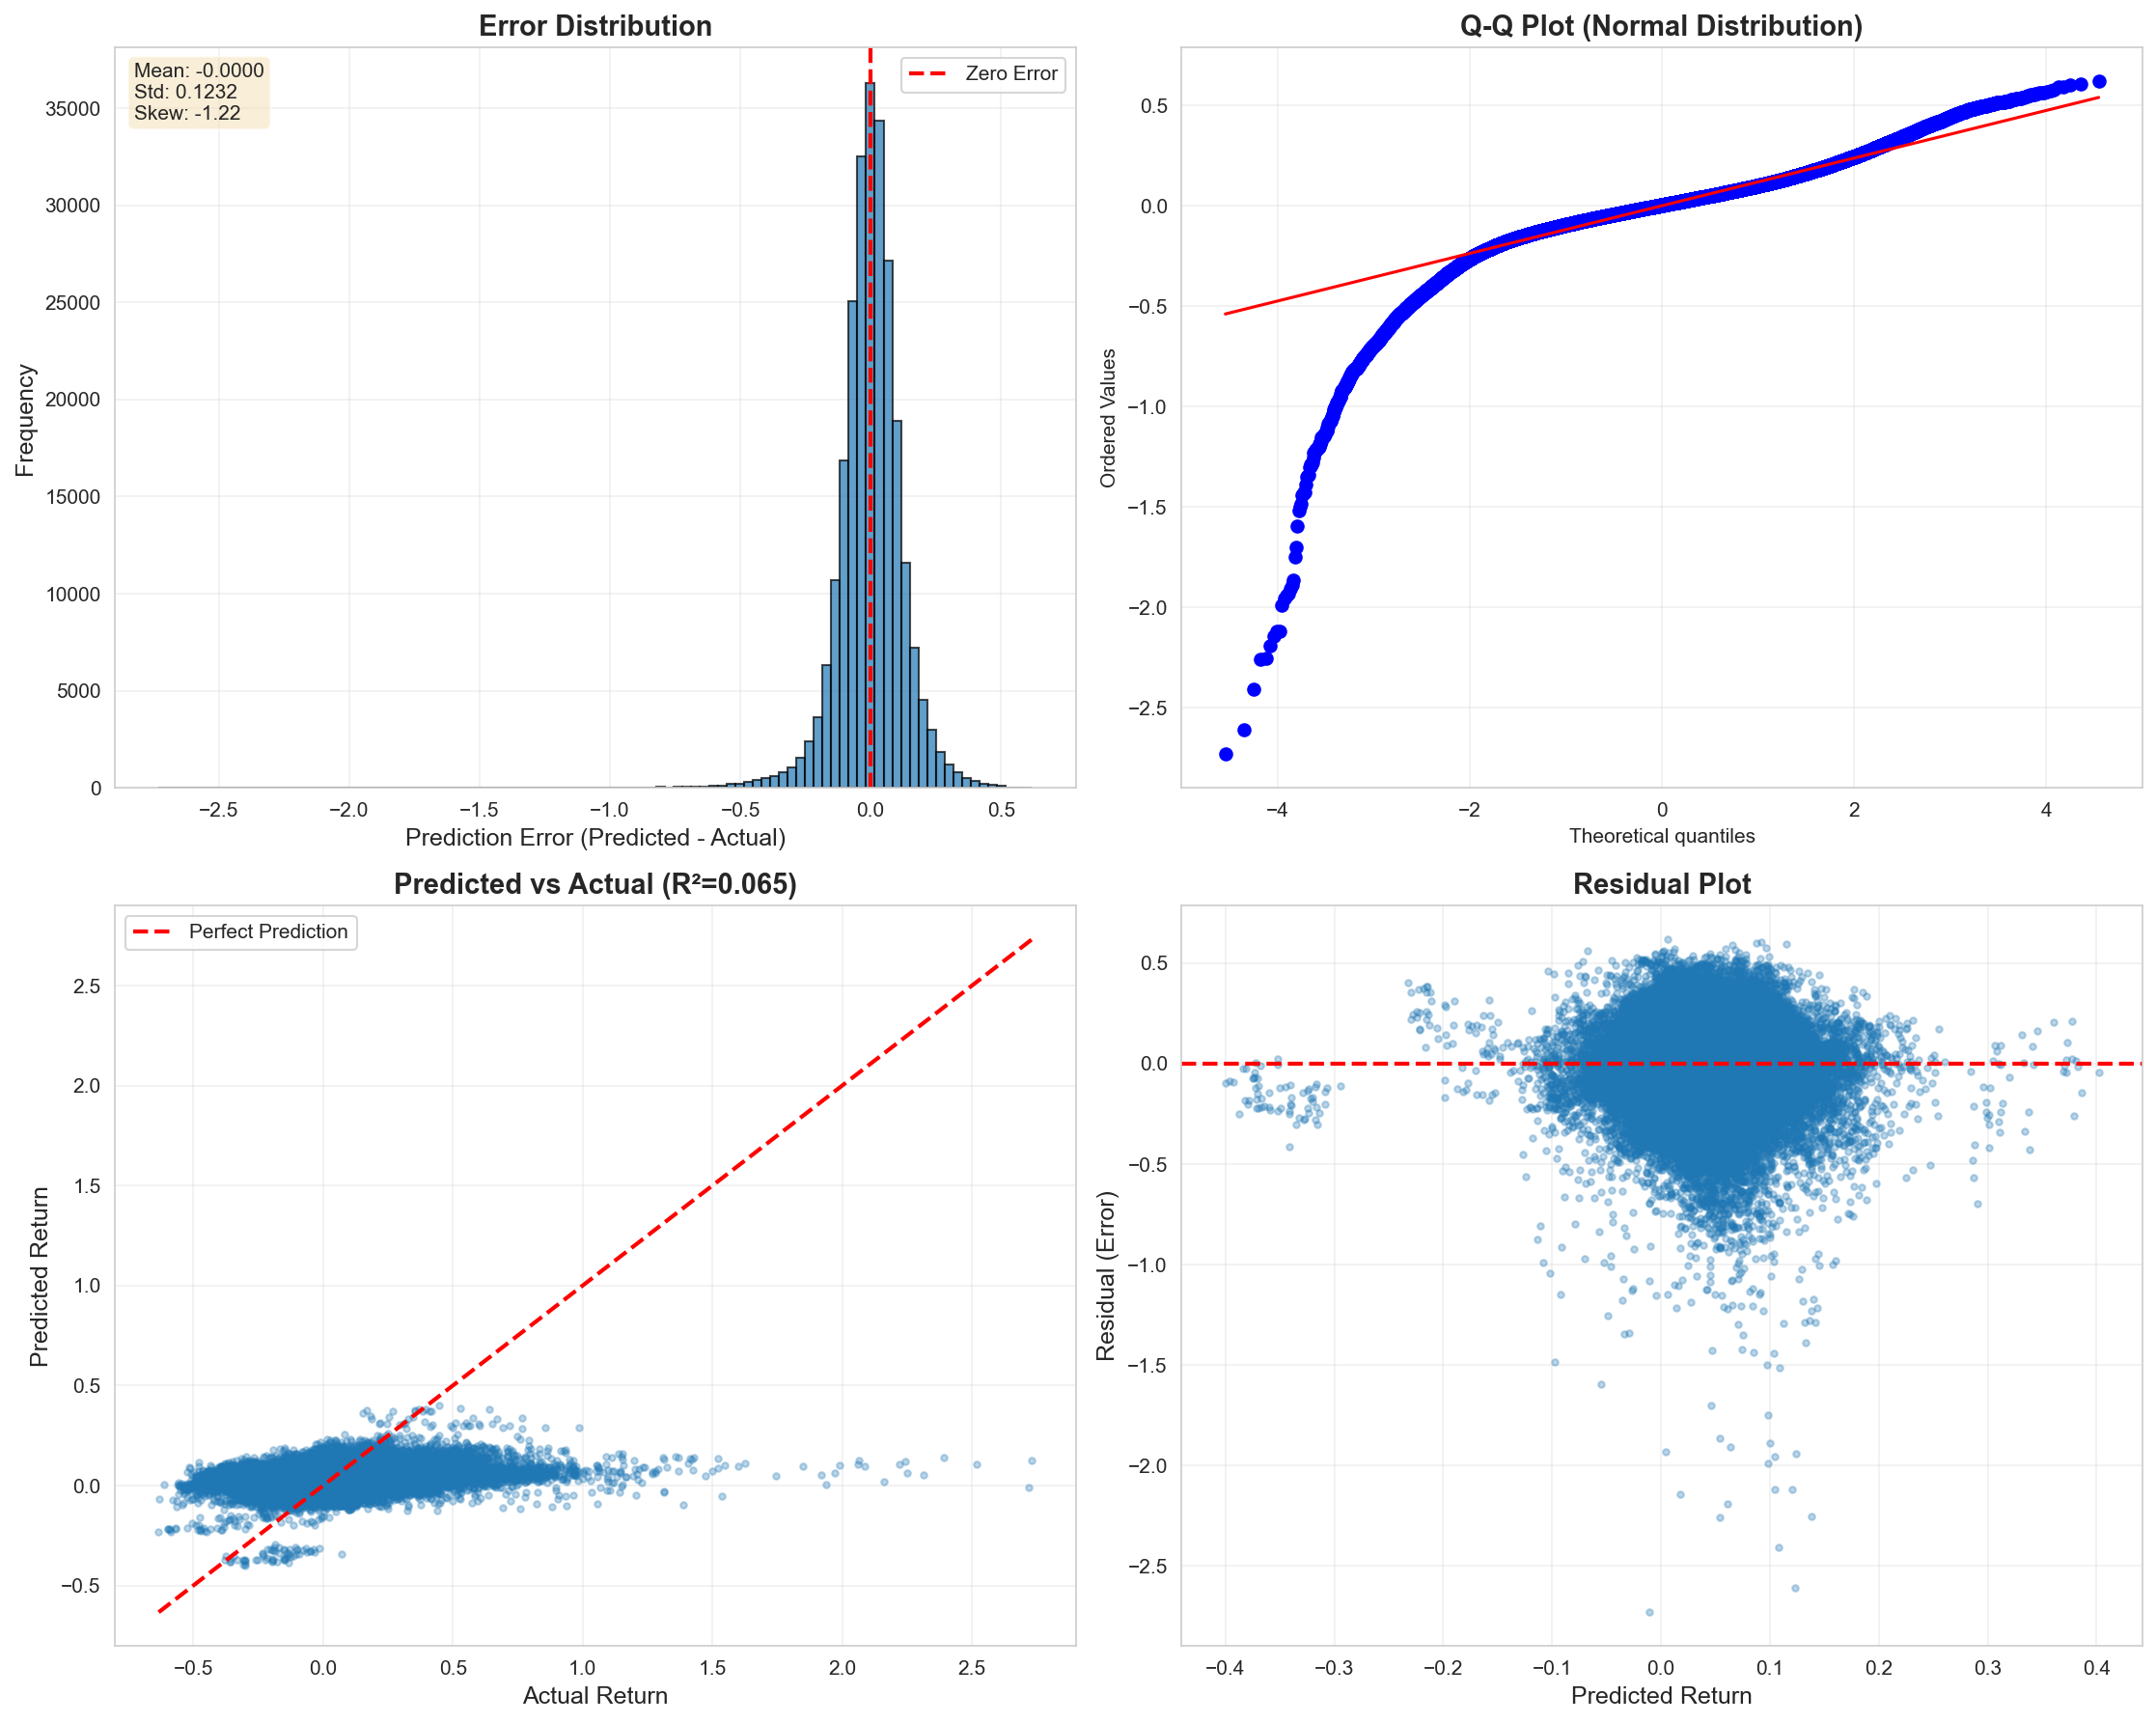 Error Distribution
Mean: -0.0000
Std: 0.1232
Skew: -1.22
Zero Error
35000
30000
25000
20000
15000
10000
5000
0
Frequency
−2.5 −2.0 −1.5 −1.0 −0.5 0.0 0.5
Prediction Error (Predicted - Actual)
Q-Q Plot (Normal Distribution)
0.5
0.0
−0.5
−1.0
−1.5
−2.0
−2.5
Ordered Values
−4 −2 0 2 4
Theoretical quantiles
Predicted vs Actual (R²=0.065)
Perfect Prediction
2.5
2.0
1.5
1.0
0.5
0.0
−0.5
Predicted Return
−0.5 0.0 0.5 1.0 1.5 2.0 2.5
Actual Return
Residual Plot
0.5
0.0
−0.5
−1.0
−1.5
−2.0
−2.5
Residual (Error)
−0.4 −0.3 −0.2 −0.1 0.0 0.1 0.2 0.3 0.4
Predicted Return